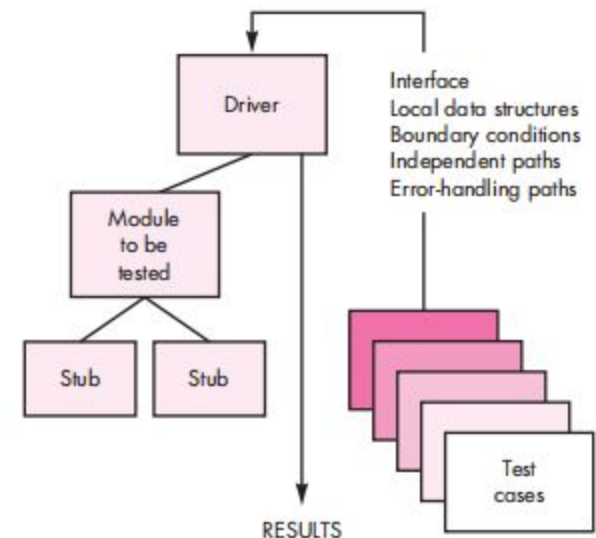 Driver
Interface
Local data structures
Boundary conditions
Independent paths
Error-handling paths
Module
to be
tested
Stub
Stub
Test
cases
RESULTS